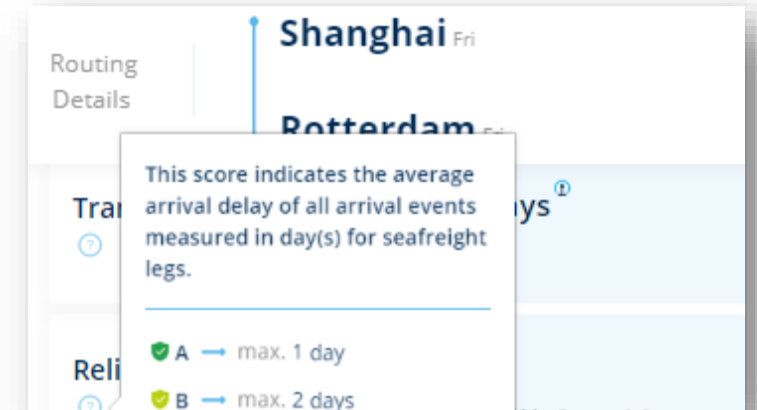 Shanghai Fri
Routing
Details
Rotterdam
This score indicates the average
arrival delay of all arrival events
measured in day(s) for seafreight
legs.
A → max. 1 day
B → max. 2 days